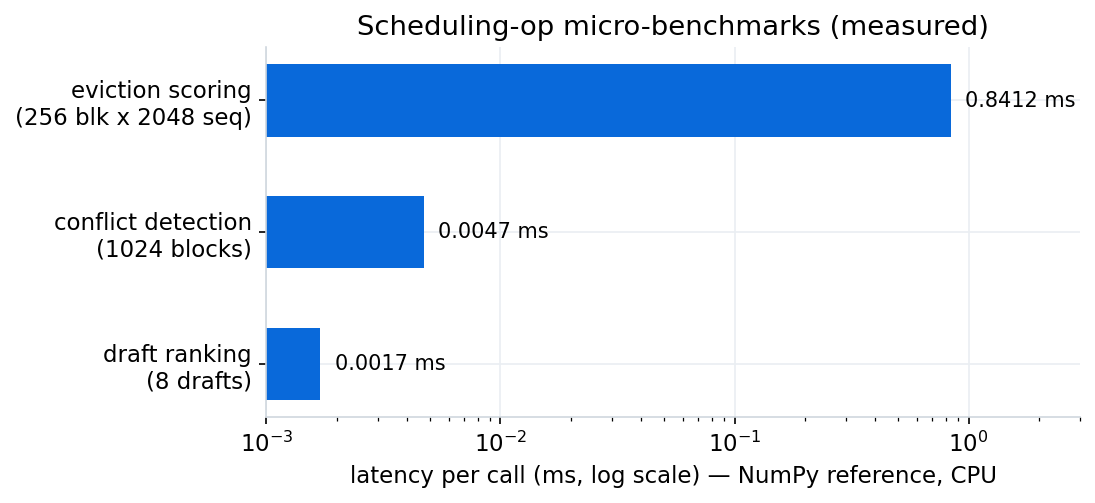 Scheduling-op micro-benchmarks (measured)
eviction scoring
(256 blk x 2048 seq)
0.8412 ms
conflict detection
(1024 blocks)
0.0047 ms
draft ranking
(8 drafts)
0.0017 ms
10⁻³ 10⁻² 10⁻¹ 10⁰
latency per call (ms, log scale) — NumPy reference, CPU